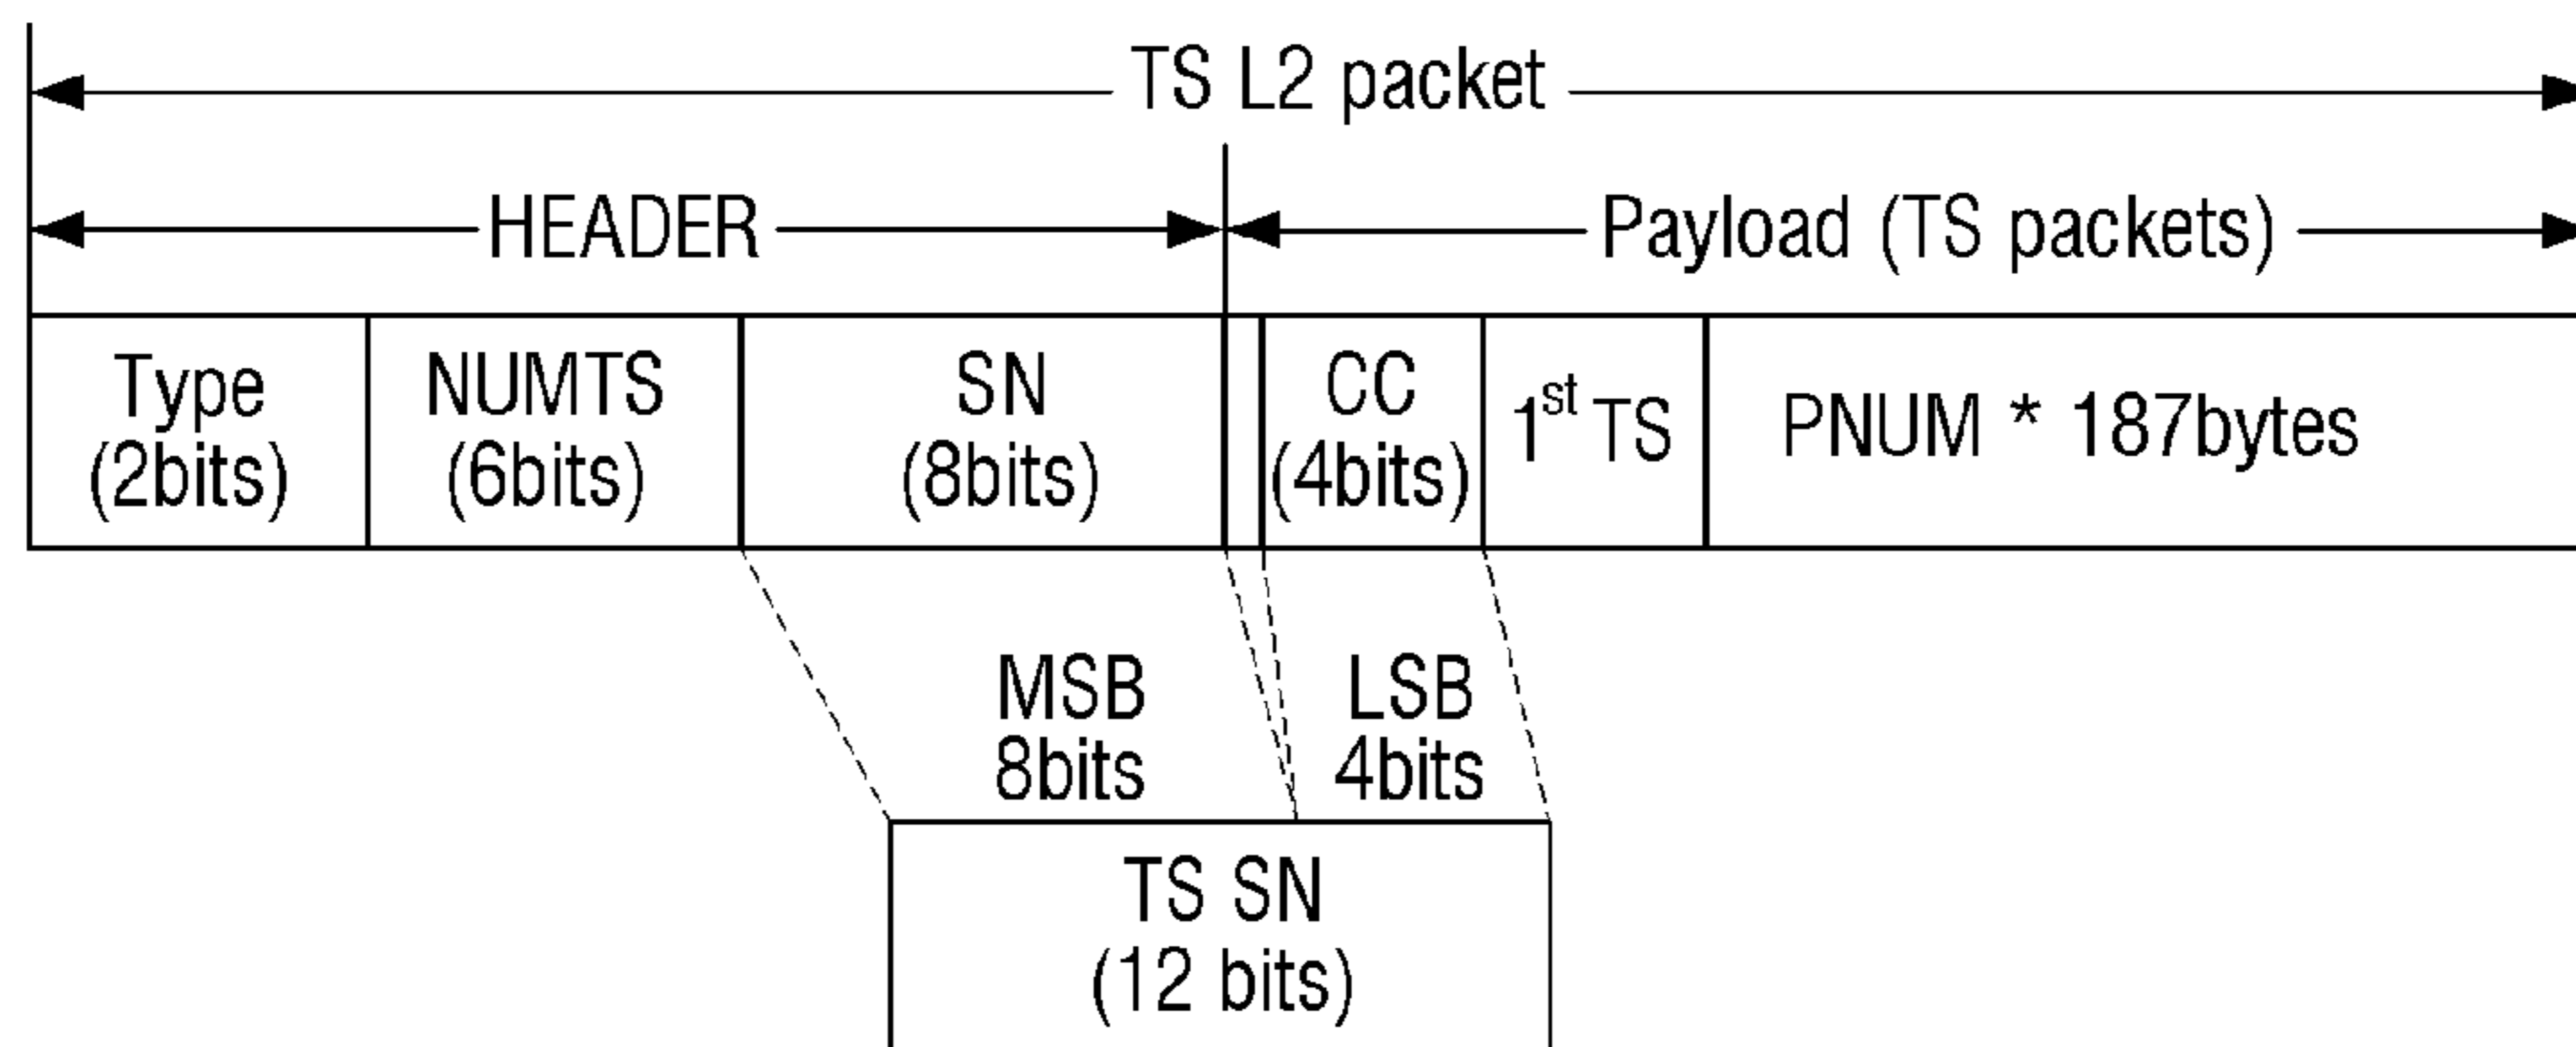 TS L2 packet
HEADER
Payload (TS packets)
Type
(2bits)
NUMTS
(6bits)
SN
(8bits)
CC
(4bits)
1st TS
PNUM * 187bytes
MSB
8bits
LSB
4bits
TS SN
(12 bits)